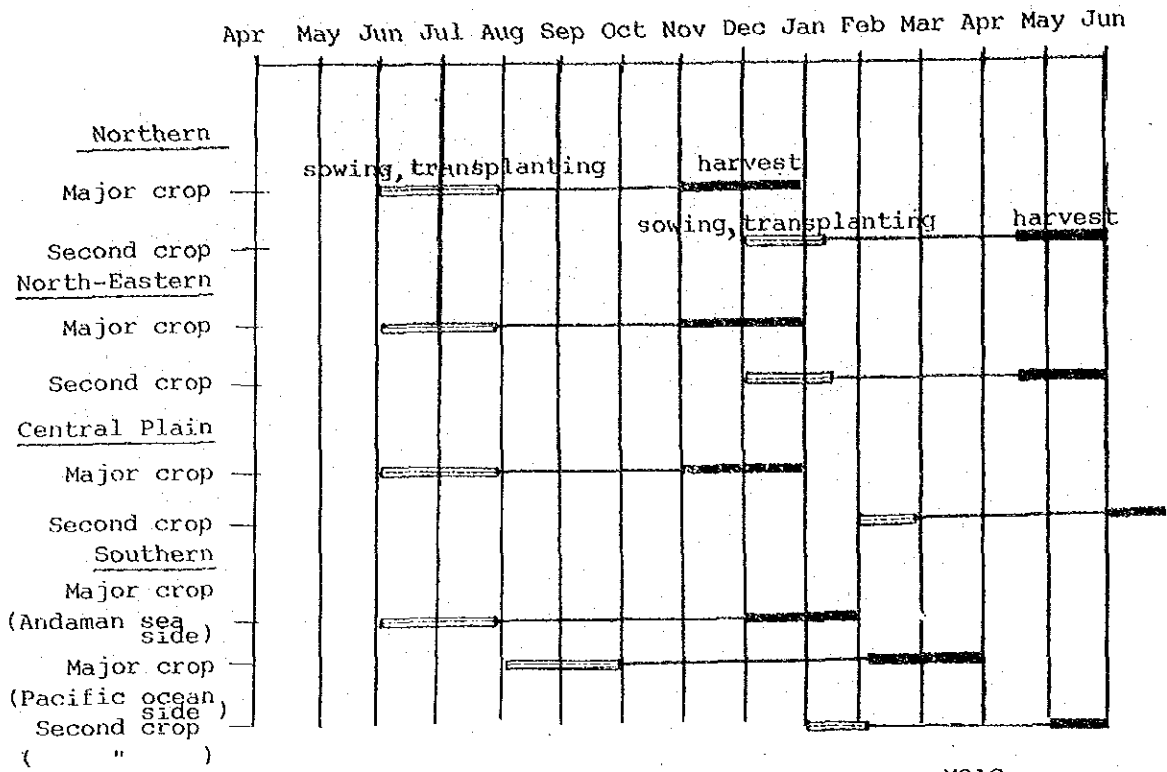 Apr May Jun Jul Aug Sep Oct Nov Dec Jan Feb Mar Apr May Jun
Northern
sowing, transplanting harvest
Major crop
sowing, transplanting harvest
Second crop
North-Eastern
Major crop
Second crop
Central Plain
Major crop
Second crop
Southern
Major crop
(Andaman sea
side)
Major crop
(Pacific ocean
side )
Second crop
( " )